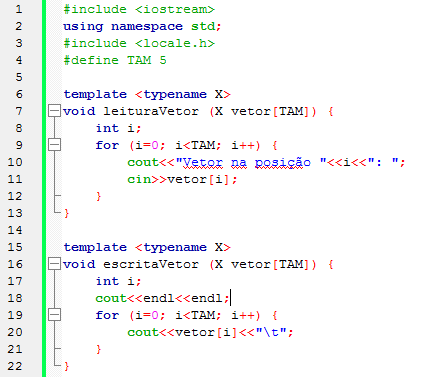 1 #include <iostream>
2 using namespace std;
3 #include <locale.h>
4 #define TAM 5
5
6 template <typename X>
7 void leituraVetor (X vetor[TAM]) {
8 int i;
9 for (i=0; i<TAM; i++) {
10 cout<<"Vetor na posição "<<i<<": ";
11 cin>>vetor[i];
12 }
13 }
14
15 template <typename X>
16 void escritaVetor (X vetor[TAM]) {
17 int i;
18 cout<<endl<<endl;
19 for (i=0; i<TAM; i++) {
20 cout<<vetor[i]<<"\t";
21 }
22 }